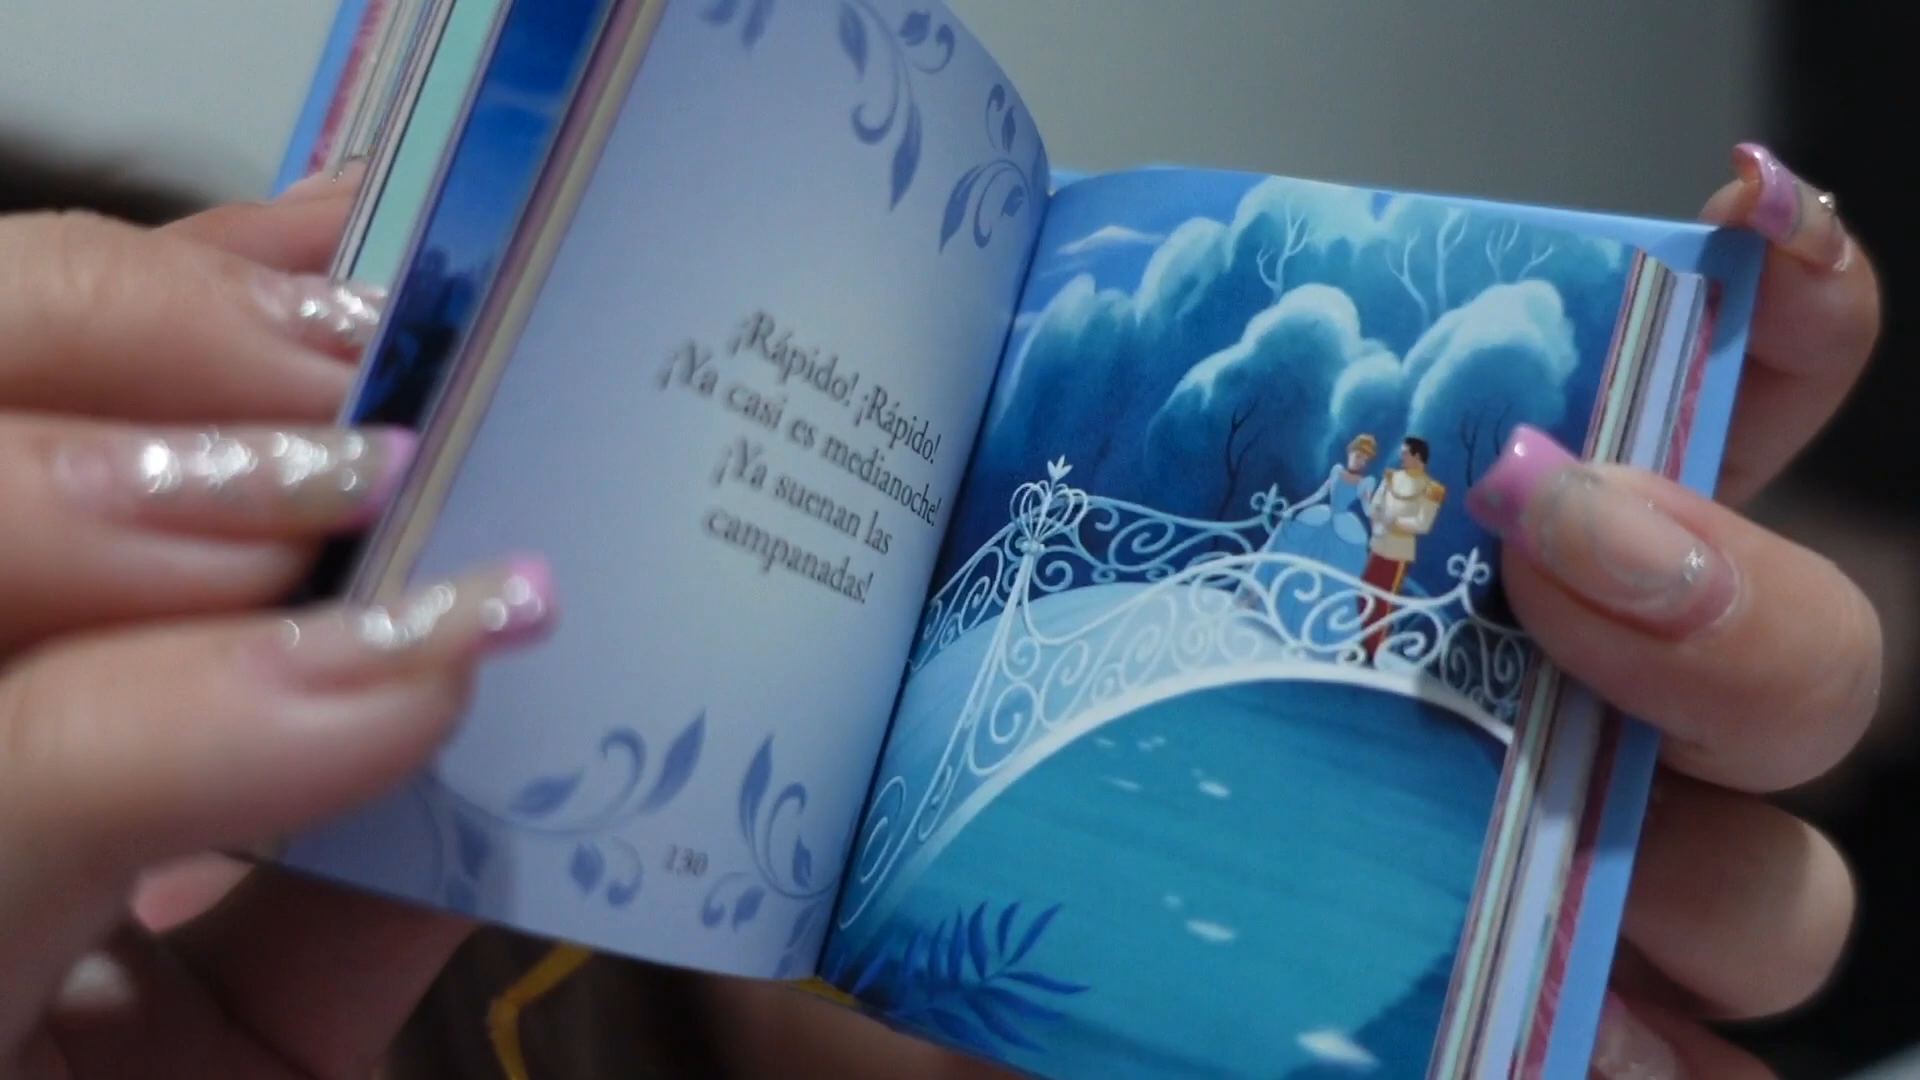 ¡Rápido! ¡Rápido!
¡Ya casi es medianoche!
¡Ya suenan las
campanadas!
130